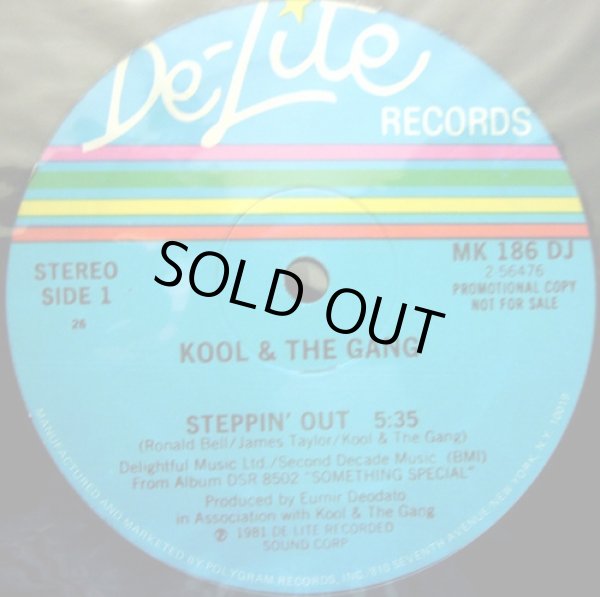 De-Lite
RECORDS
STEREO
SIDE 1
26
MK 186 DJ
2-56476
PROMOTIONAL COPY
NOT FOR SALE
SOLD OUT
KOOL & THE GANG
STEPPIN' OUT 5:35
(Ronald Bell/James Taylor/Kool & The Gang)
Delightful Music Ltd./Second Decade Music (BMI)
From Album DSR 8502 "SOMETHING SPECIAL"
Produced by Eumir Deodato
in Association with Kool & The Gang
℗ 1981 DE-LITE RECORDED
SOUND CORP
MANUFACTURED AND MARKETED BY POLYGRAM RECORDS, INC. 810 SEVENTH AVENUE, NEW YORK, N.Y. 10019